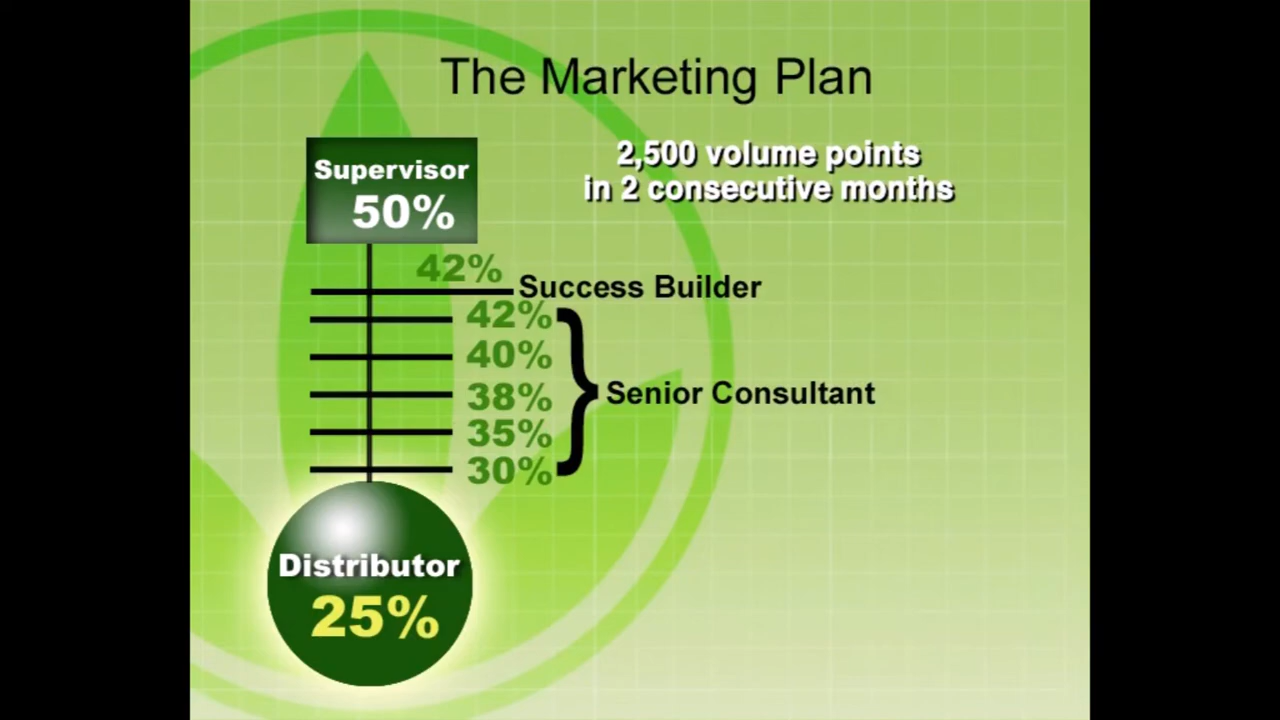 The Marketing Plan
Supervisor
50%
2,500 volume points
in 2 consecutive months
42%
Success Builder
42%
40%
38%
35%
30%
Senior Consultant
Distributor
25%